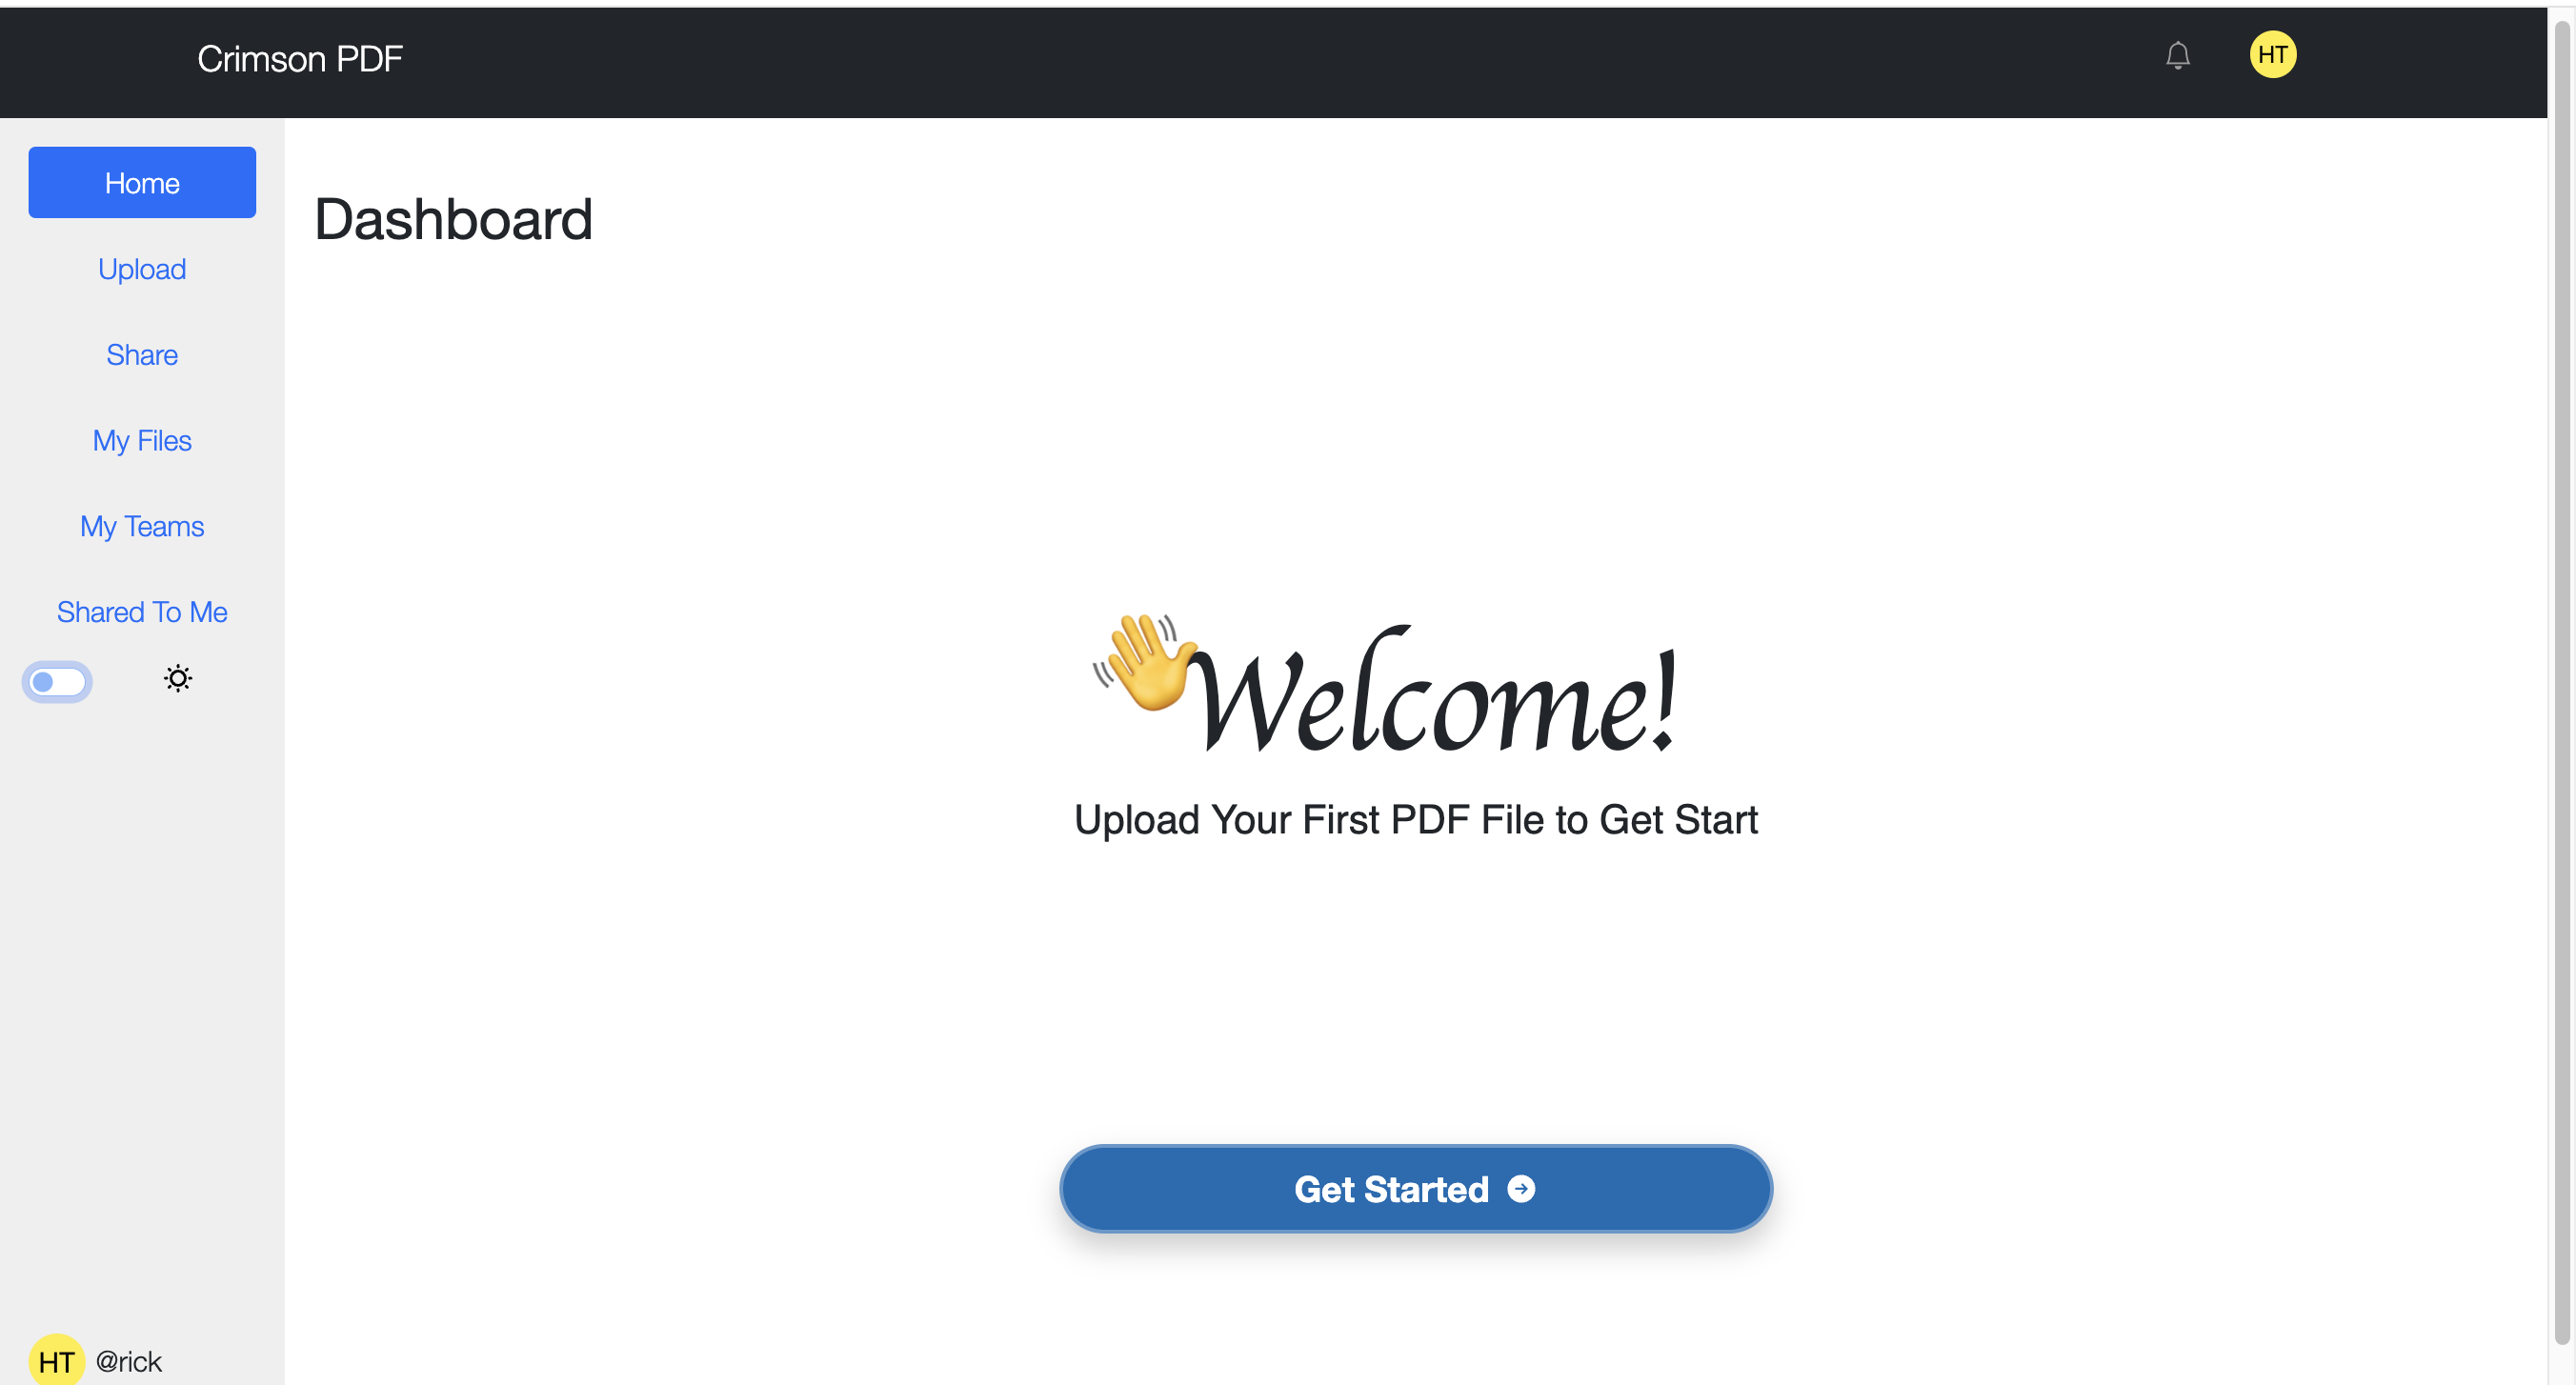 Crimson PDF
HT
Home
Upload
Share
My Files
My Teams
Shared To Me
HT @rick
Dashboard
Welcome!
Upload Your First PDF File to Get Start
Get Started